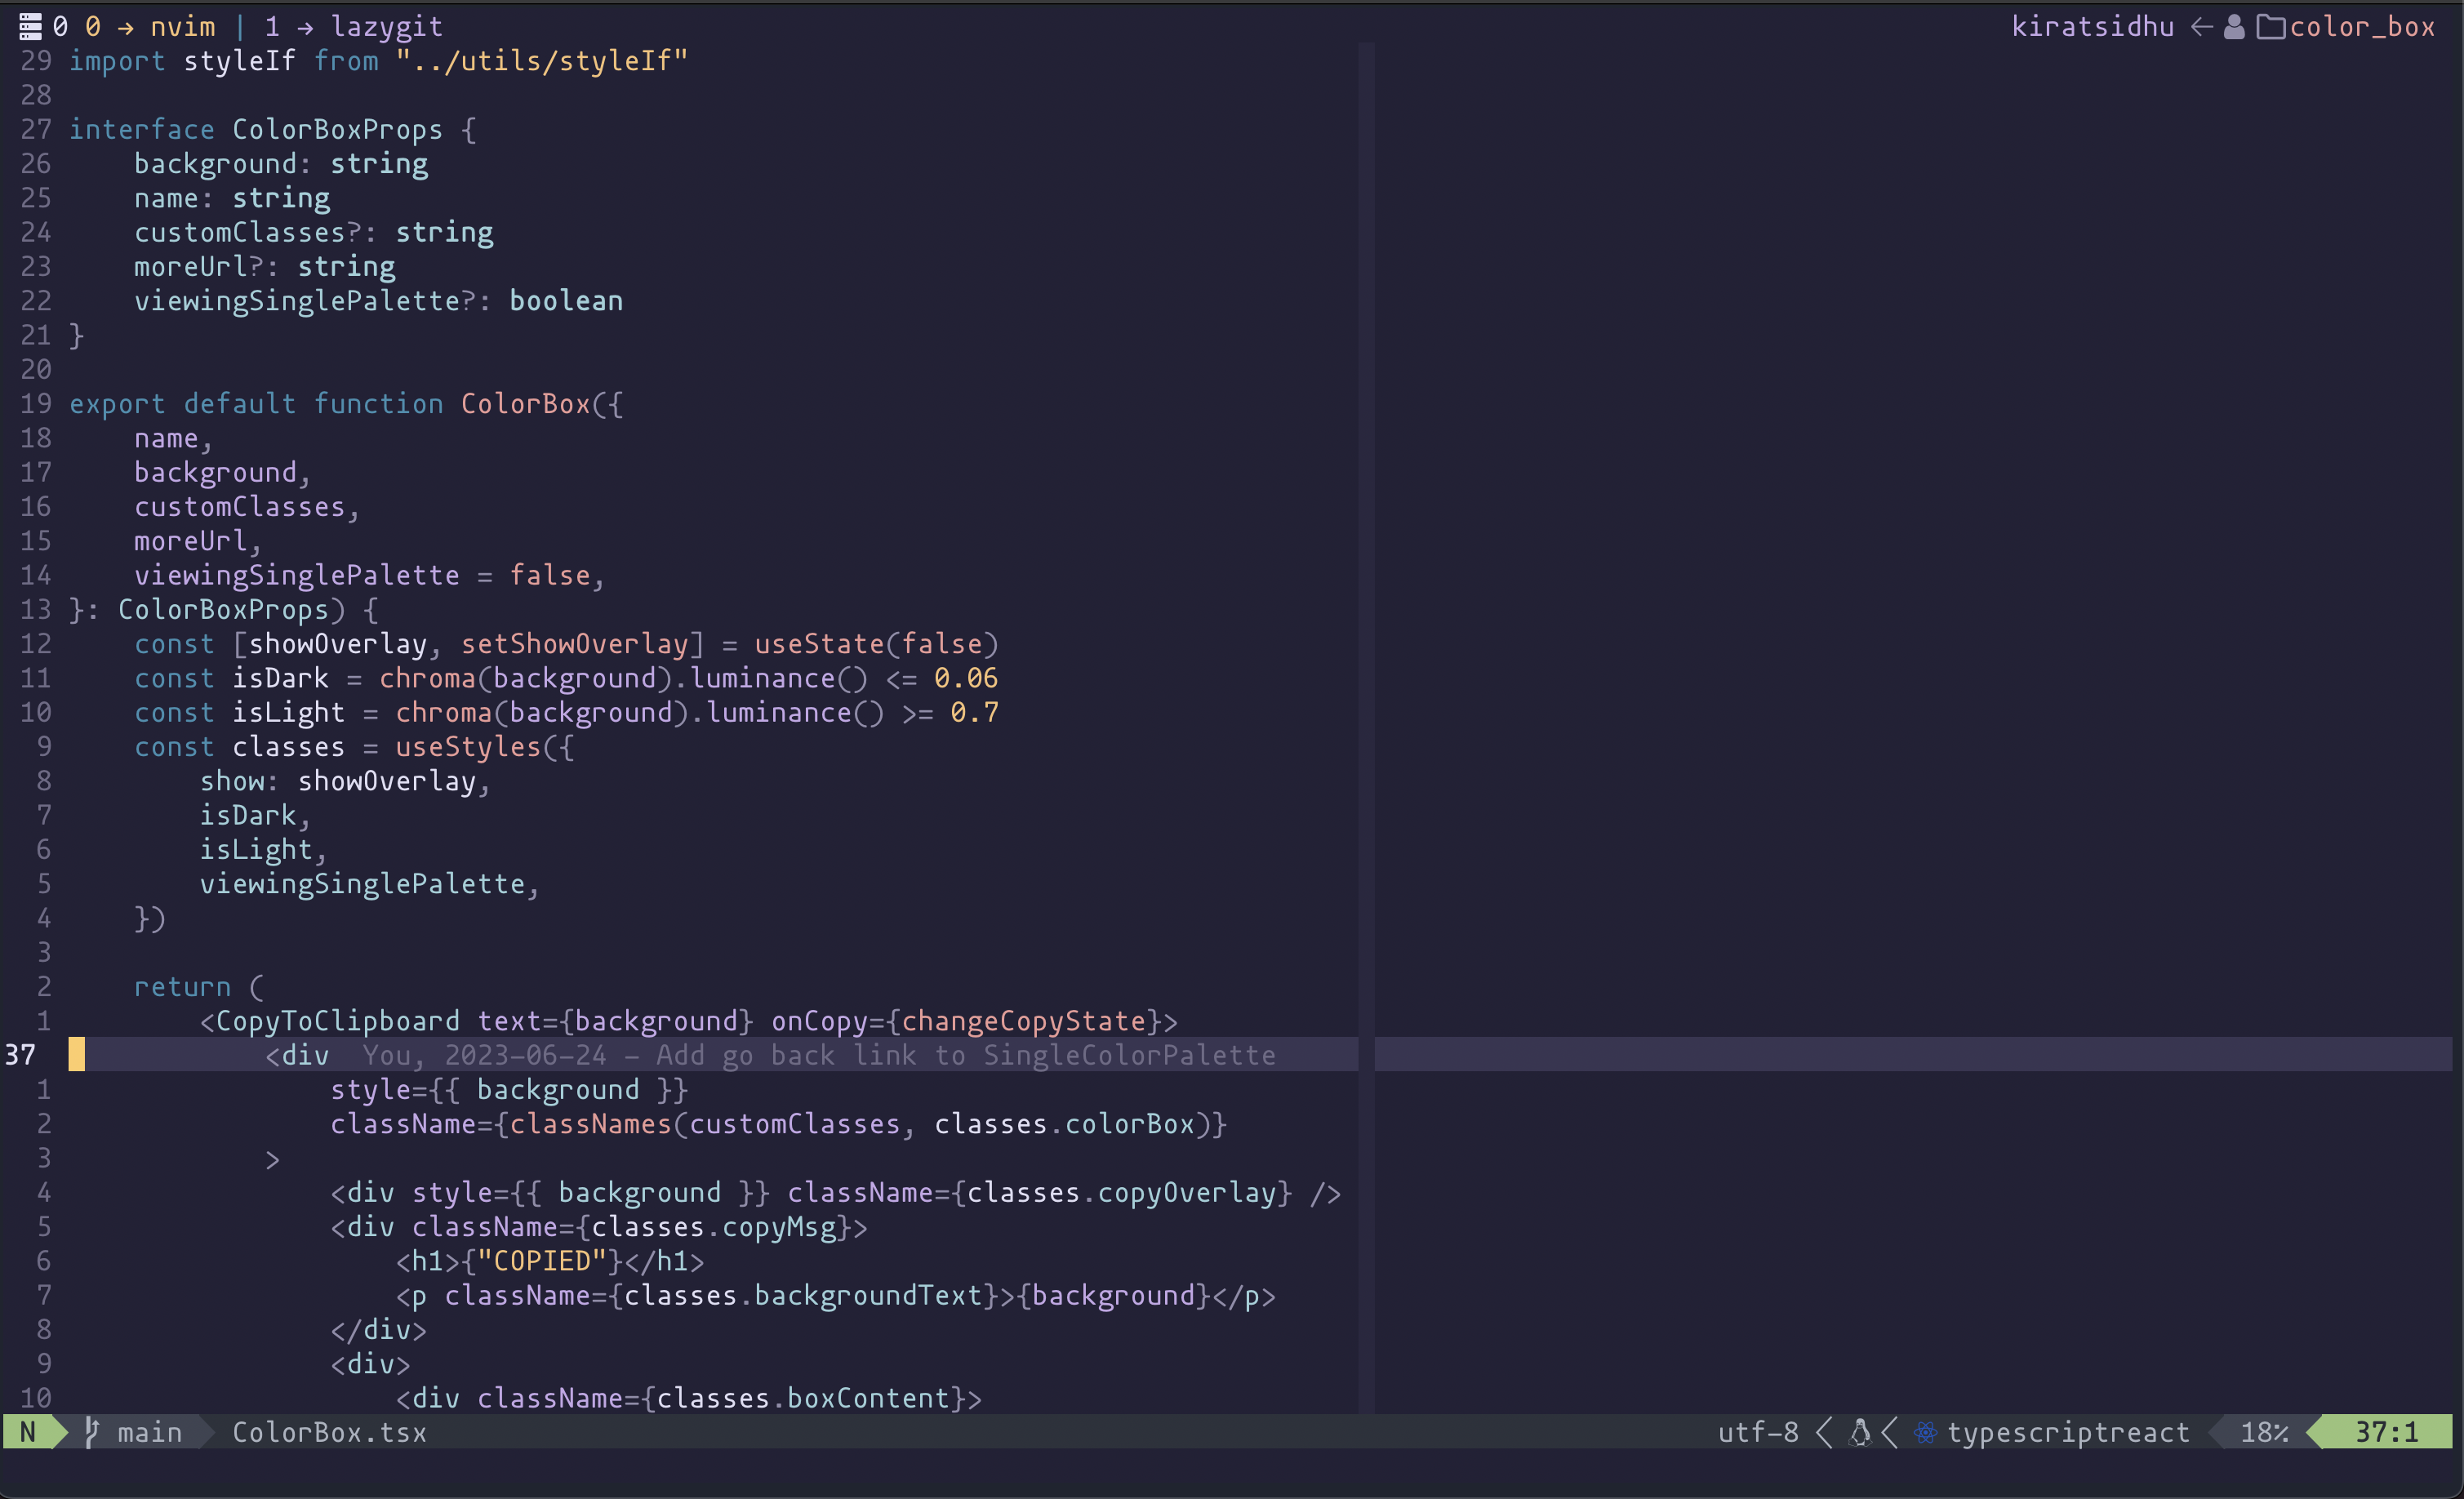 0 0 → nvim | 1 → lazygit kiratsidhu ← color_box
29 import styleIf from "../utils/styleIf"
28
27 interface ColorBoxProps {
26     background: string
25     name: string
24     customClasses?: string
23     moreUrl?: string
22     viewingSinglePalette?: boolean
21 }
20
19 export default function ColorBox({
18     name,
17     background,
16     customClasses,
15     moreUrl,
14     viewingSinglePalette = false,
13 }: ColorBoxProps) {
12     const [showOverlay, setShowOverlay] = useState(false)
11     const isDark = chroma(background).luminance() <= 0.06
10     const isLight = chroma(background).luminance() >= 0.7
9     const classes = useStyles({
8         show: showOverlay,
7         isDark,
6         isLight,
5         viewingSinglePalette,
4     })
3
2     return (
1         <CopyToClipboard text={background} onCopy={changeCopyState}>
37             <div  You, 2023-06-24 - Add go back link to SingleColorPalette
1                 style={{ background }}
2                 className={classNames(customClasses, classes.colorBox)}
3             >
4                 <div style={{ background }} className={classes.copyOverlay} />
5                 <div className={classes.copyMsg}>
6                     <h1>{"COPIED"}</h1>
7                     <p className={classes.backgroundText}>{background}</p>
8                 </div>
9                 <div>
10                     <div className={classes.boxContent}>
N main ColorBox.tsx utf-8 typescriptreact 18% 37:1